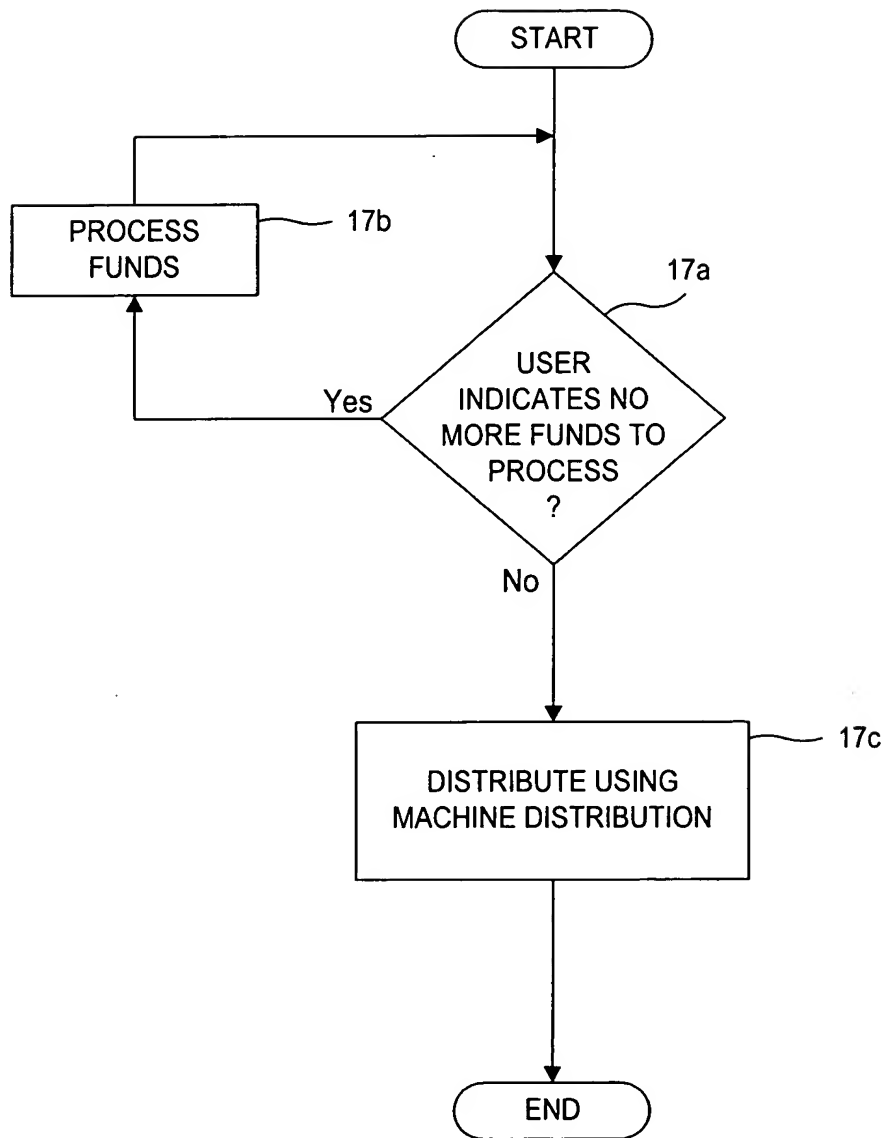 START
PROCESS
FUNDS
17b
17a
USER
INDICATES NO
MORE FUNDS TO
PROCESS
?
Yes
No
DISTRIBUTE USING
MACHINE DISTRIBUTION
17c
END